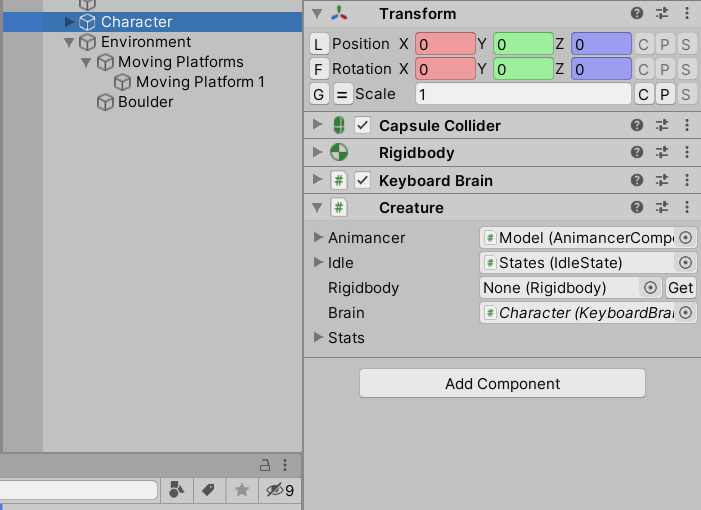 Character
Environment
Moving Platforms
Moving Platform 1
Boulder
9
Transform
L Position X 0 Y 0 Z 0 C P S
F Rotation X 0 Y 0 Z 0 C P S
G = Scale 1 C P S
Capsule Collider
Rigidbody
# Keyboard Brain
# Creature
Animancer # Model (AnimancerCompo
Idle # States (IdleState)
Rigidbody None (Rigidbody) Get
Brain # Character (KeyboardBrai
Stats
Add Component